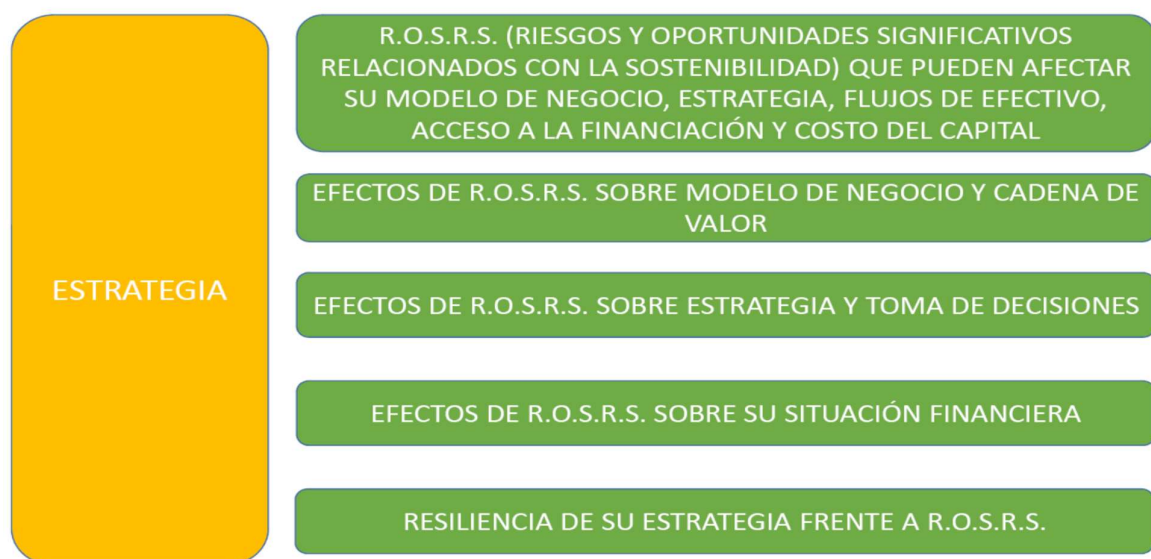 ESTRATEGIA
R.O.S.R.S. (RIESGOS Y OPORTUNIDADES SIGNIFICATIVOS
RELACIONADOS CON LA SOSTENIBILIDAD) QUE PUEDEN AFECTAR
SU MODELO DE NEGOCIO, ESTRATEGIA, FLUJOS DE EFECTIVO,
ACCESO A LA FINANCIACIÓN Y COSTO DEL CAPITAL
EFECTOS DE R.O.S.R.S. SOBRE MODELO DE NEGOCIO Y CADENA DE
VALOR
EFECTOS DE R.O.S.R.S. SOBRE ESTRATEGIA Y TOMA DE DECISIONES
EFECTOS DE R.O.S.R.S. SOBRE SU SITUACIÓN FINANCIERA
RESILIENCIA DE SU ESTRATEGIA FRENTE A R.O.S.R.S.